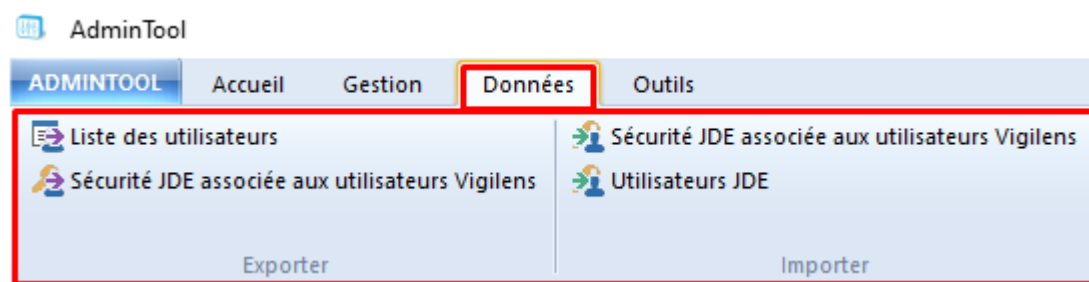 AdminTool
ADMINTOOL Accueil Gestion Données Outils
Liste des utilisateurs
Sécurité JDE associée aux utilisateurs Vigilens
Exporter
Sécurité JDE associée aux utilisateurs Vigilens
Utilisateurs JDE
Importer